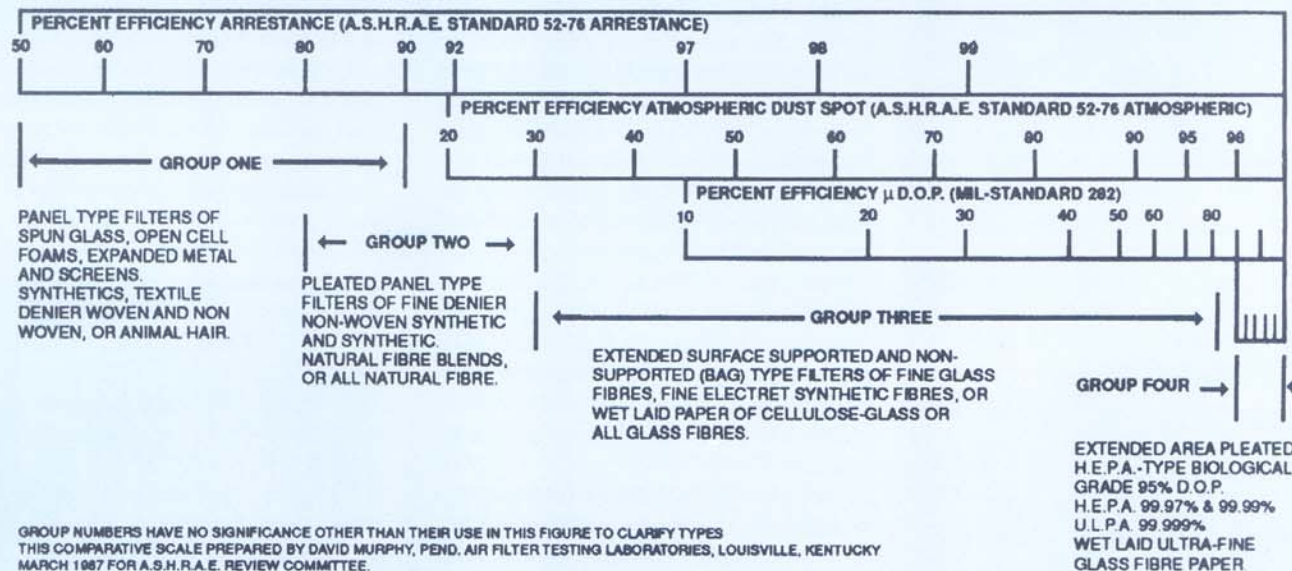 PERCENT EFFICIENCY ARRESTANCE (A.S.H.R.A.E. STANDARD 52-76 ARRESTANCE)
50 60 70 80 90 92 97 98 99
PERCENT EFFICIENCY ATMOSPHERIC DUST SPOT (A.S.H.R.A.E. STANDARD 52-76 ATMOSPHERIC)
20 30 40 50 60 70 80 90 95 98
GROUP ONE
PERCENT EFFICIENCY µ D.O.P. (MIL-STANDARD 282)
10 20 30 40 50 60 80
PANEL TYPE FILTERS OF
SPUN GLASS, OPEN CELL
FOAMS, EXPANDED METAL
AND SCREENS.
SYNTHETICS, TEXTILE
DENIER WOVEN AND NON
WOVEN, OR ANIMAL HAIR.
GROUP TWO
PLEATED PANEL TYPE
FILTERS OF FINE DENIER
NON-WOVEN SYNTHETIC
AND SYNTHETIC.
NATURAL FIBRE BLENDS,
OR ALL NATURAL FIBRE.
GROUP THREE
EXTENDED SURFACE SUPPORTED AND NON-
SUPPORTED (BAG) TYPE FILTERS OF FINE GLASS
FIBRES, FINE ELECTRET SYNTHETIC FIBRES, OR
WET LAID PAPER OF CELLULOSE-GLASS OR
ALL GLASS FIBRES.
GROUP FOUR
EXTENDED AREA PLEATED
H.E.P.A.-TYPE BIOLOGICAL
GRADE 95% D.O.P.
H.E.P.A. 99.97% & 99.99%
U.L.P.A. 99.999%
WET LAID ULTRA-FINE
GLASS FIBRE PAPER
GROUP NUMBERS HAVE NO SIGNIFICANCE OTHER THAN THEIR USE IN THIS FIGURE TO CLARIFY TYPES
THIS COMPARATIVE SCALE PREPARED BY DAVID MURPHY, PEND. AIR FILTER TESTING LABORATORIES, LOUISVILLE, KENTUCKY
MARCH 1987 FOR A.S.H.R.A.E. REVIEW COMMITTEE.